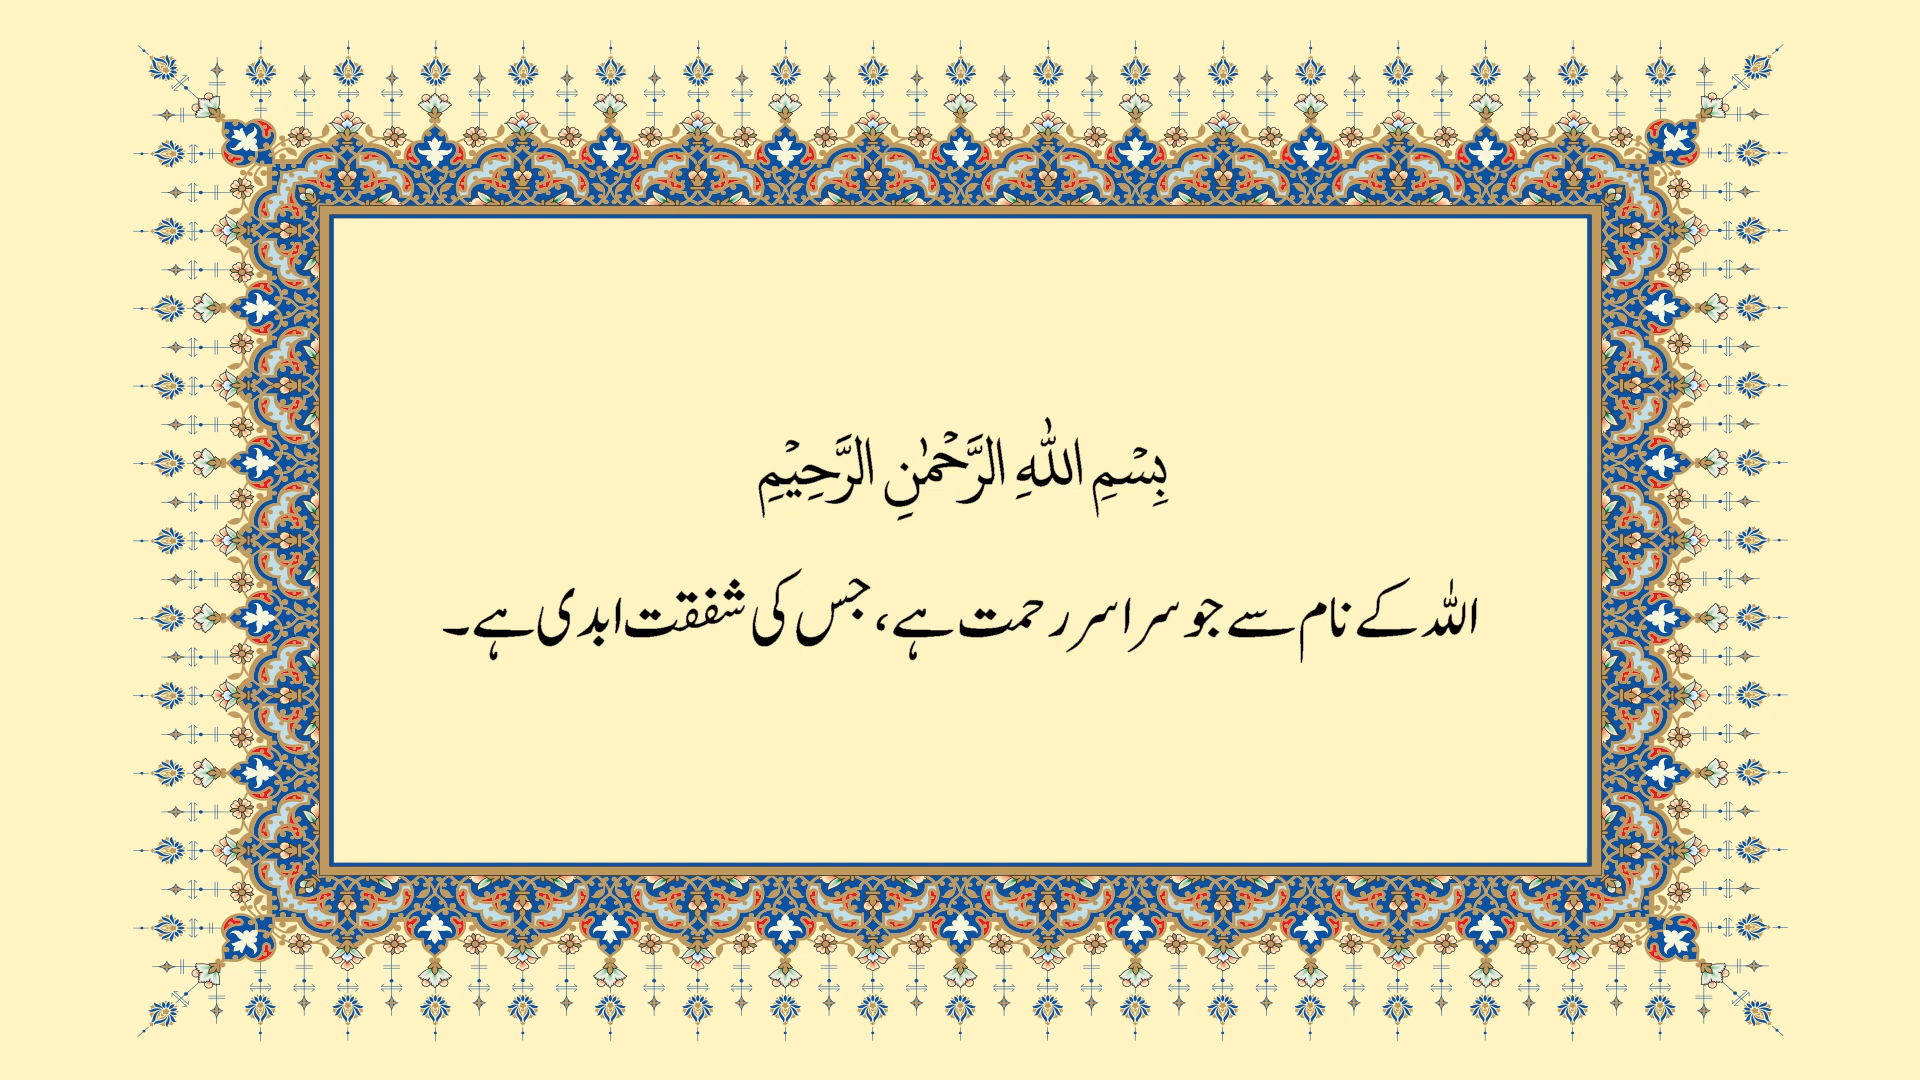 بِسْمِ اللّٰهِ الرَّحْمٰنِ الرَّحِيْمِ
اللہ کے نام سے جو سراسر رحمت ہے، جس کی شفقت ابدی ہے۔